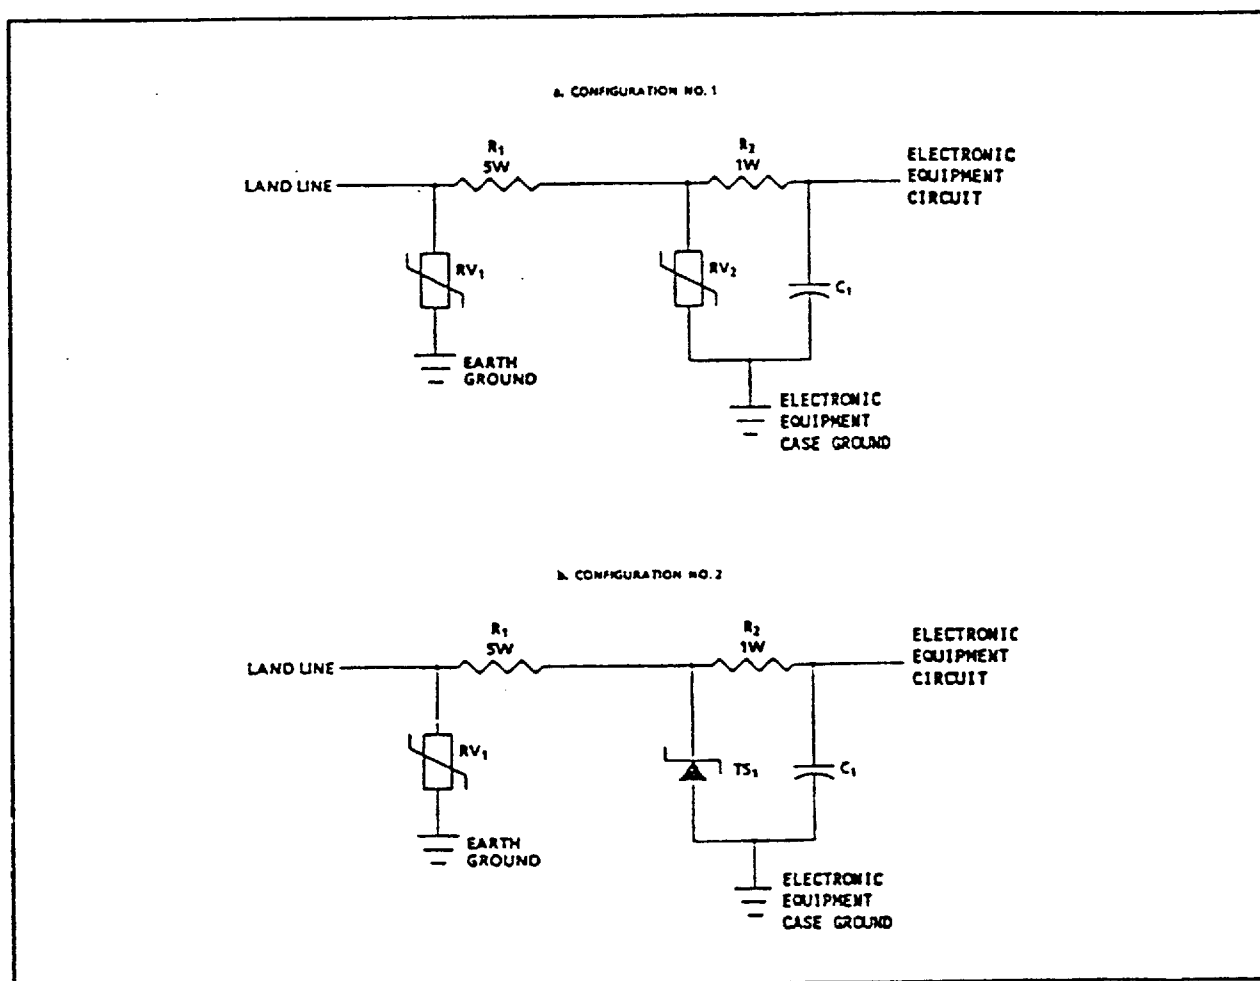 a. CONFIGURATION NO. 1
R1
5W
R2
1W
LAND LINE
ELECTRONIC
EQUIPMENT
CIRCUIT
RV1
RV2
C1
EARTH
GROUND
ELECTRONIC
EQUIPMENT
CASE GROUND
b. CONFIGURATION NO. 2
R1
5W
R2
1W
LAND LINE
ELECTRONIC
EQUIPMENT
CIRCUIT
RV1
TS1
C1
EARTH
GROUND
ELECTRONIC
EQUIPMENT
CASE GROUND